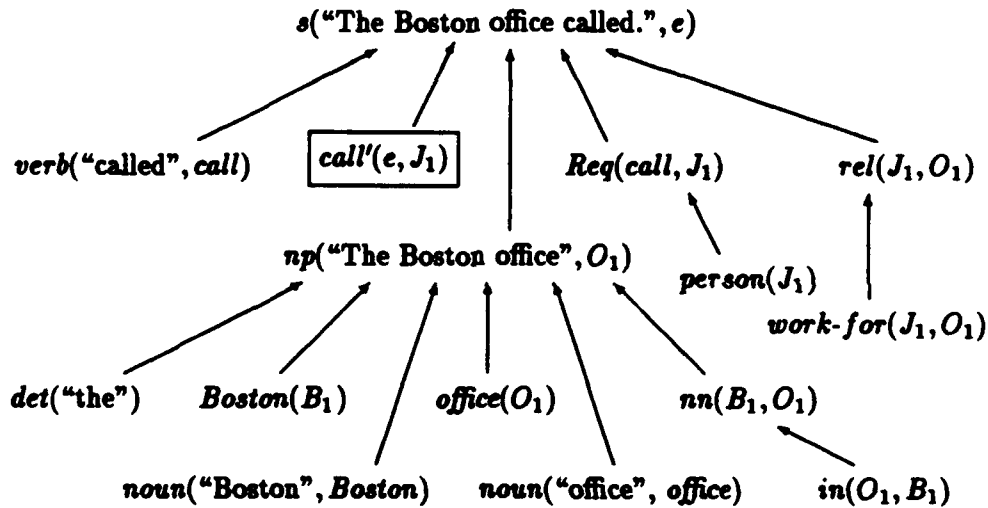 s(“The Boston office called.”, e)
verb(“called”, call) call′(e, J₁) Req(call, J₁) rel(J₁, O₁)
np(“The Boston office”, O₁)
person(J₁)
work-for(J₁, O₁)
det(“the”) Boston(B₁) office(O₁) nn(B₁, O₁)
noun(“Boston”, Boston) noun(“office”, office) in(O₁, B₁)